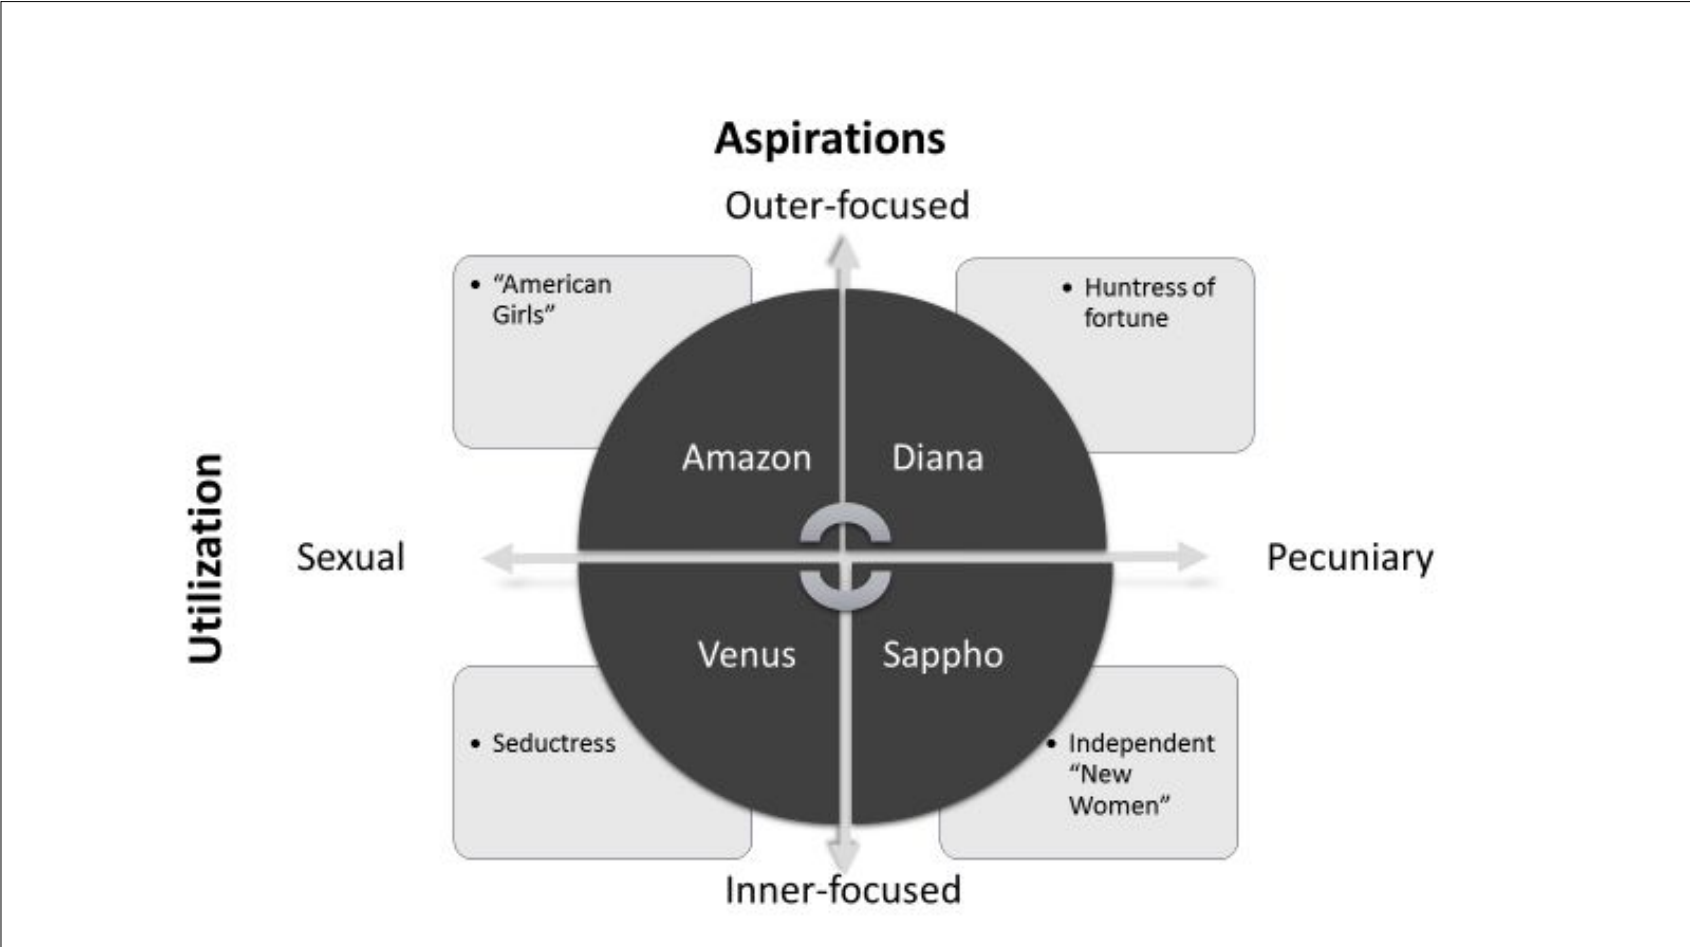 Aspirations
Outer-focused
• “American
Girls”
• Huntress of
fortune
Amazon
Diana
Utilization
Sexual
Pecuniary
Venus
Sappho
• Seductress
• Independent
“New
Women”
Inner-focused